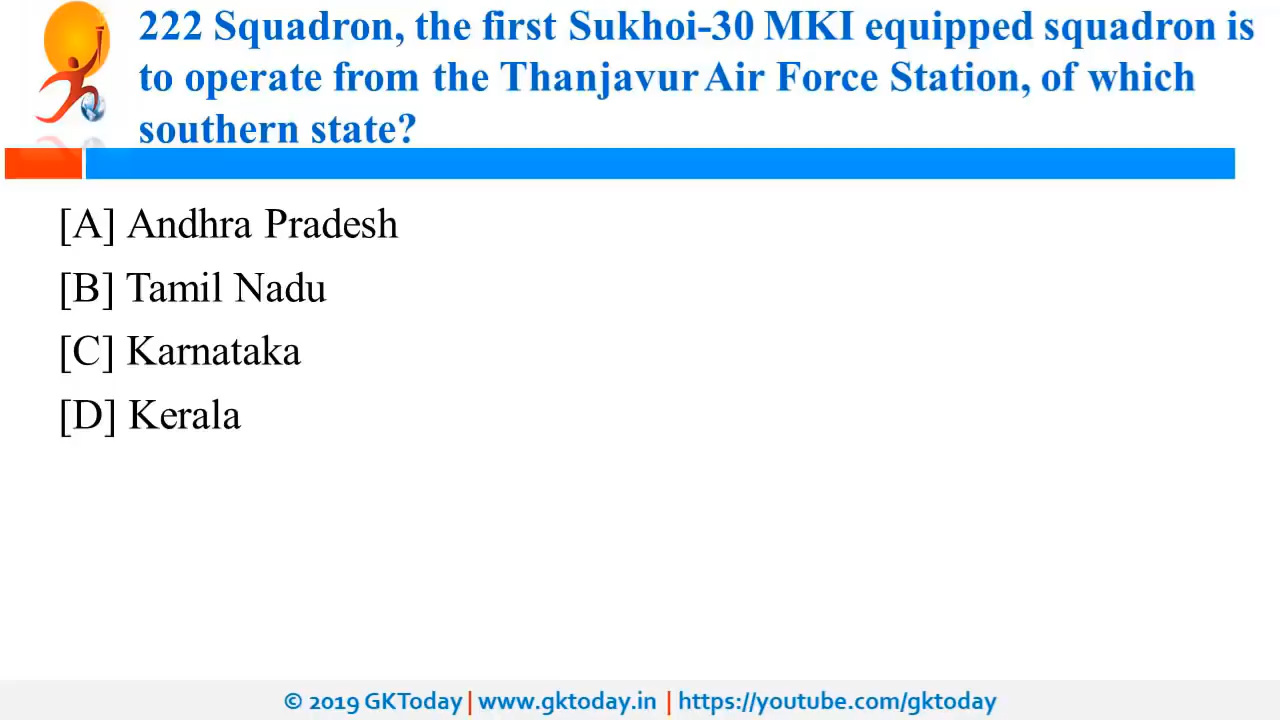 222 Squadron, the first Sukhoi-30 MKI equipped squadron is
to operate from the Thanjavur Air Force Station, of which
southern state?
[A] Andhra Pradesh
[B] Tamil Nadu
[C] Karnataka
[D] Kerala
© 2019 GKToday | www.gktoday.in | https://youtube.com/gktoday